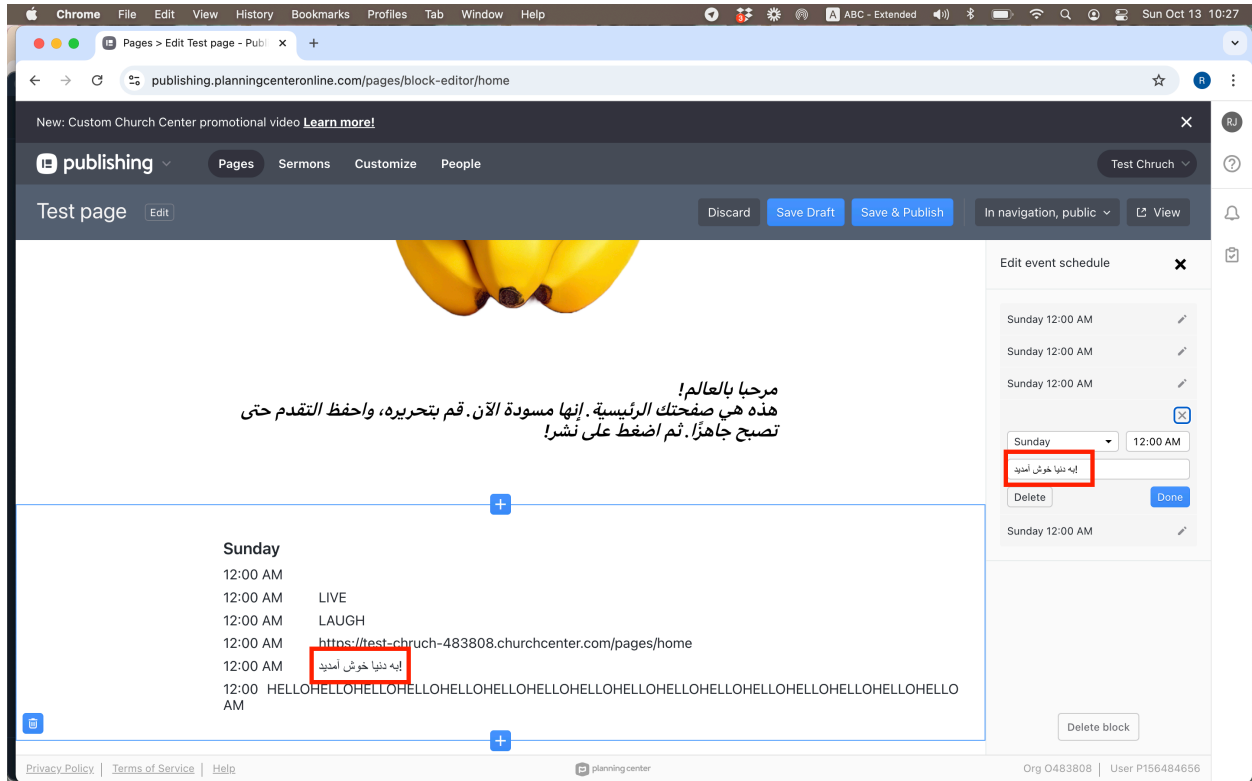 Chrome File Edit View History Bookmarks Profiles Tab Window Help ABC - Extended Sun Oct 13 10:27
Pages > Edit Test page - Publ
publishing.planningcenteronline.com/pages/block-editor/home R
New: Custom Church Center promotional video Learn more!
RJ
publishing Pages Sermons Customize People Test Chruch
Test page Edit Discard Save Draft Save & Publish In navigation, public View
Edit event schedule
Sunday 12:00 AM
Sunday 12:00 AM
Sunday 12:00 AM
مرحبا بالعالم!
هذه هي صفحتك الرئيسية. إنها مسودة الآن. قم بتحريره، واحفظ التقدم حتى
تصبح جاهزًا. ثم اضغط على نشر!
Sunday 12:00 AM
به دنیا خوش آمدید!
Delete Done
Sunday 12:00 AM
Sunday
12:00 AM
12:00 AM LIVE
12:00 AM LAUGH
12:00 AM https://test-chruch-483808.churchcenter.com/pages/home
12:00 AM به دنیا خوش آمدید!
12:00 HELLOHELLOHELLOHELLOHELLOHELLOHELLOHELLOHELLOHELLOHELLOHELLOHELLOHELLOHELLO
AM
Delete block
Privacy Policy Terms of Service Help planning center Org O483808 User P156484656